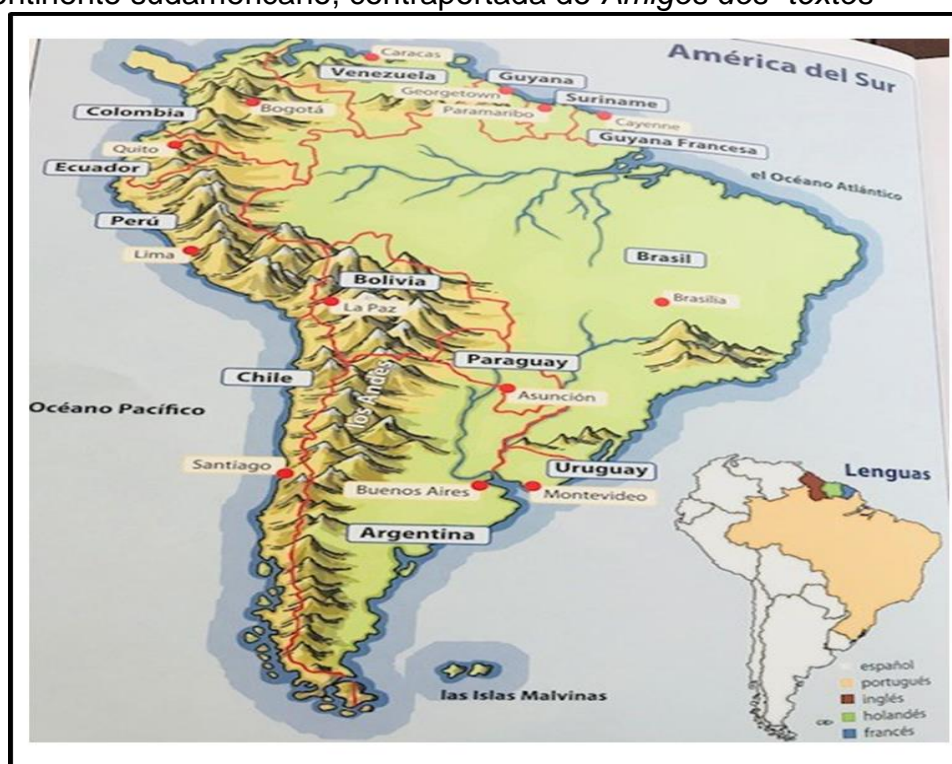 continente sudamericano, contraportada de Amigos dos- textos
América del Sur
Caracas
Venezuela
Guyana
Georgetown
Suriname
Colombia
Bogotá
Paramaribo
Cayenne
Quito
Guyana Francesa
Ecuador
el Océano Atlántico
Perú
Lima
Brasil
Bolivia
La Paz
Brasilia
Paraguay
Chile
los Andes
Asunción
Océano Pacífico
Santiago
Uruguay
Lenguas
Buenos Aires
Montevideo
Argentina
español
portugués
inglés
holandés
francés
las Islas Malvinas